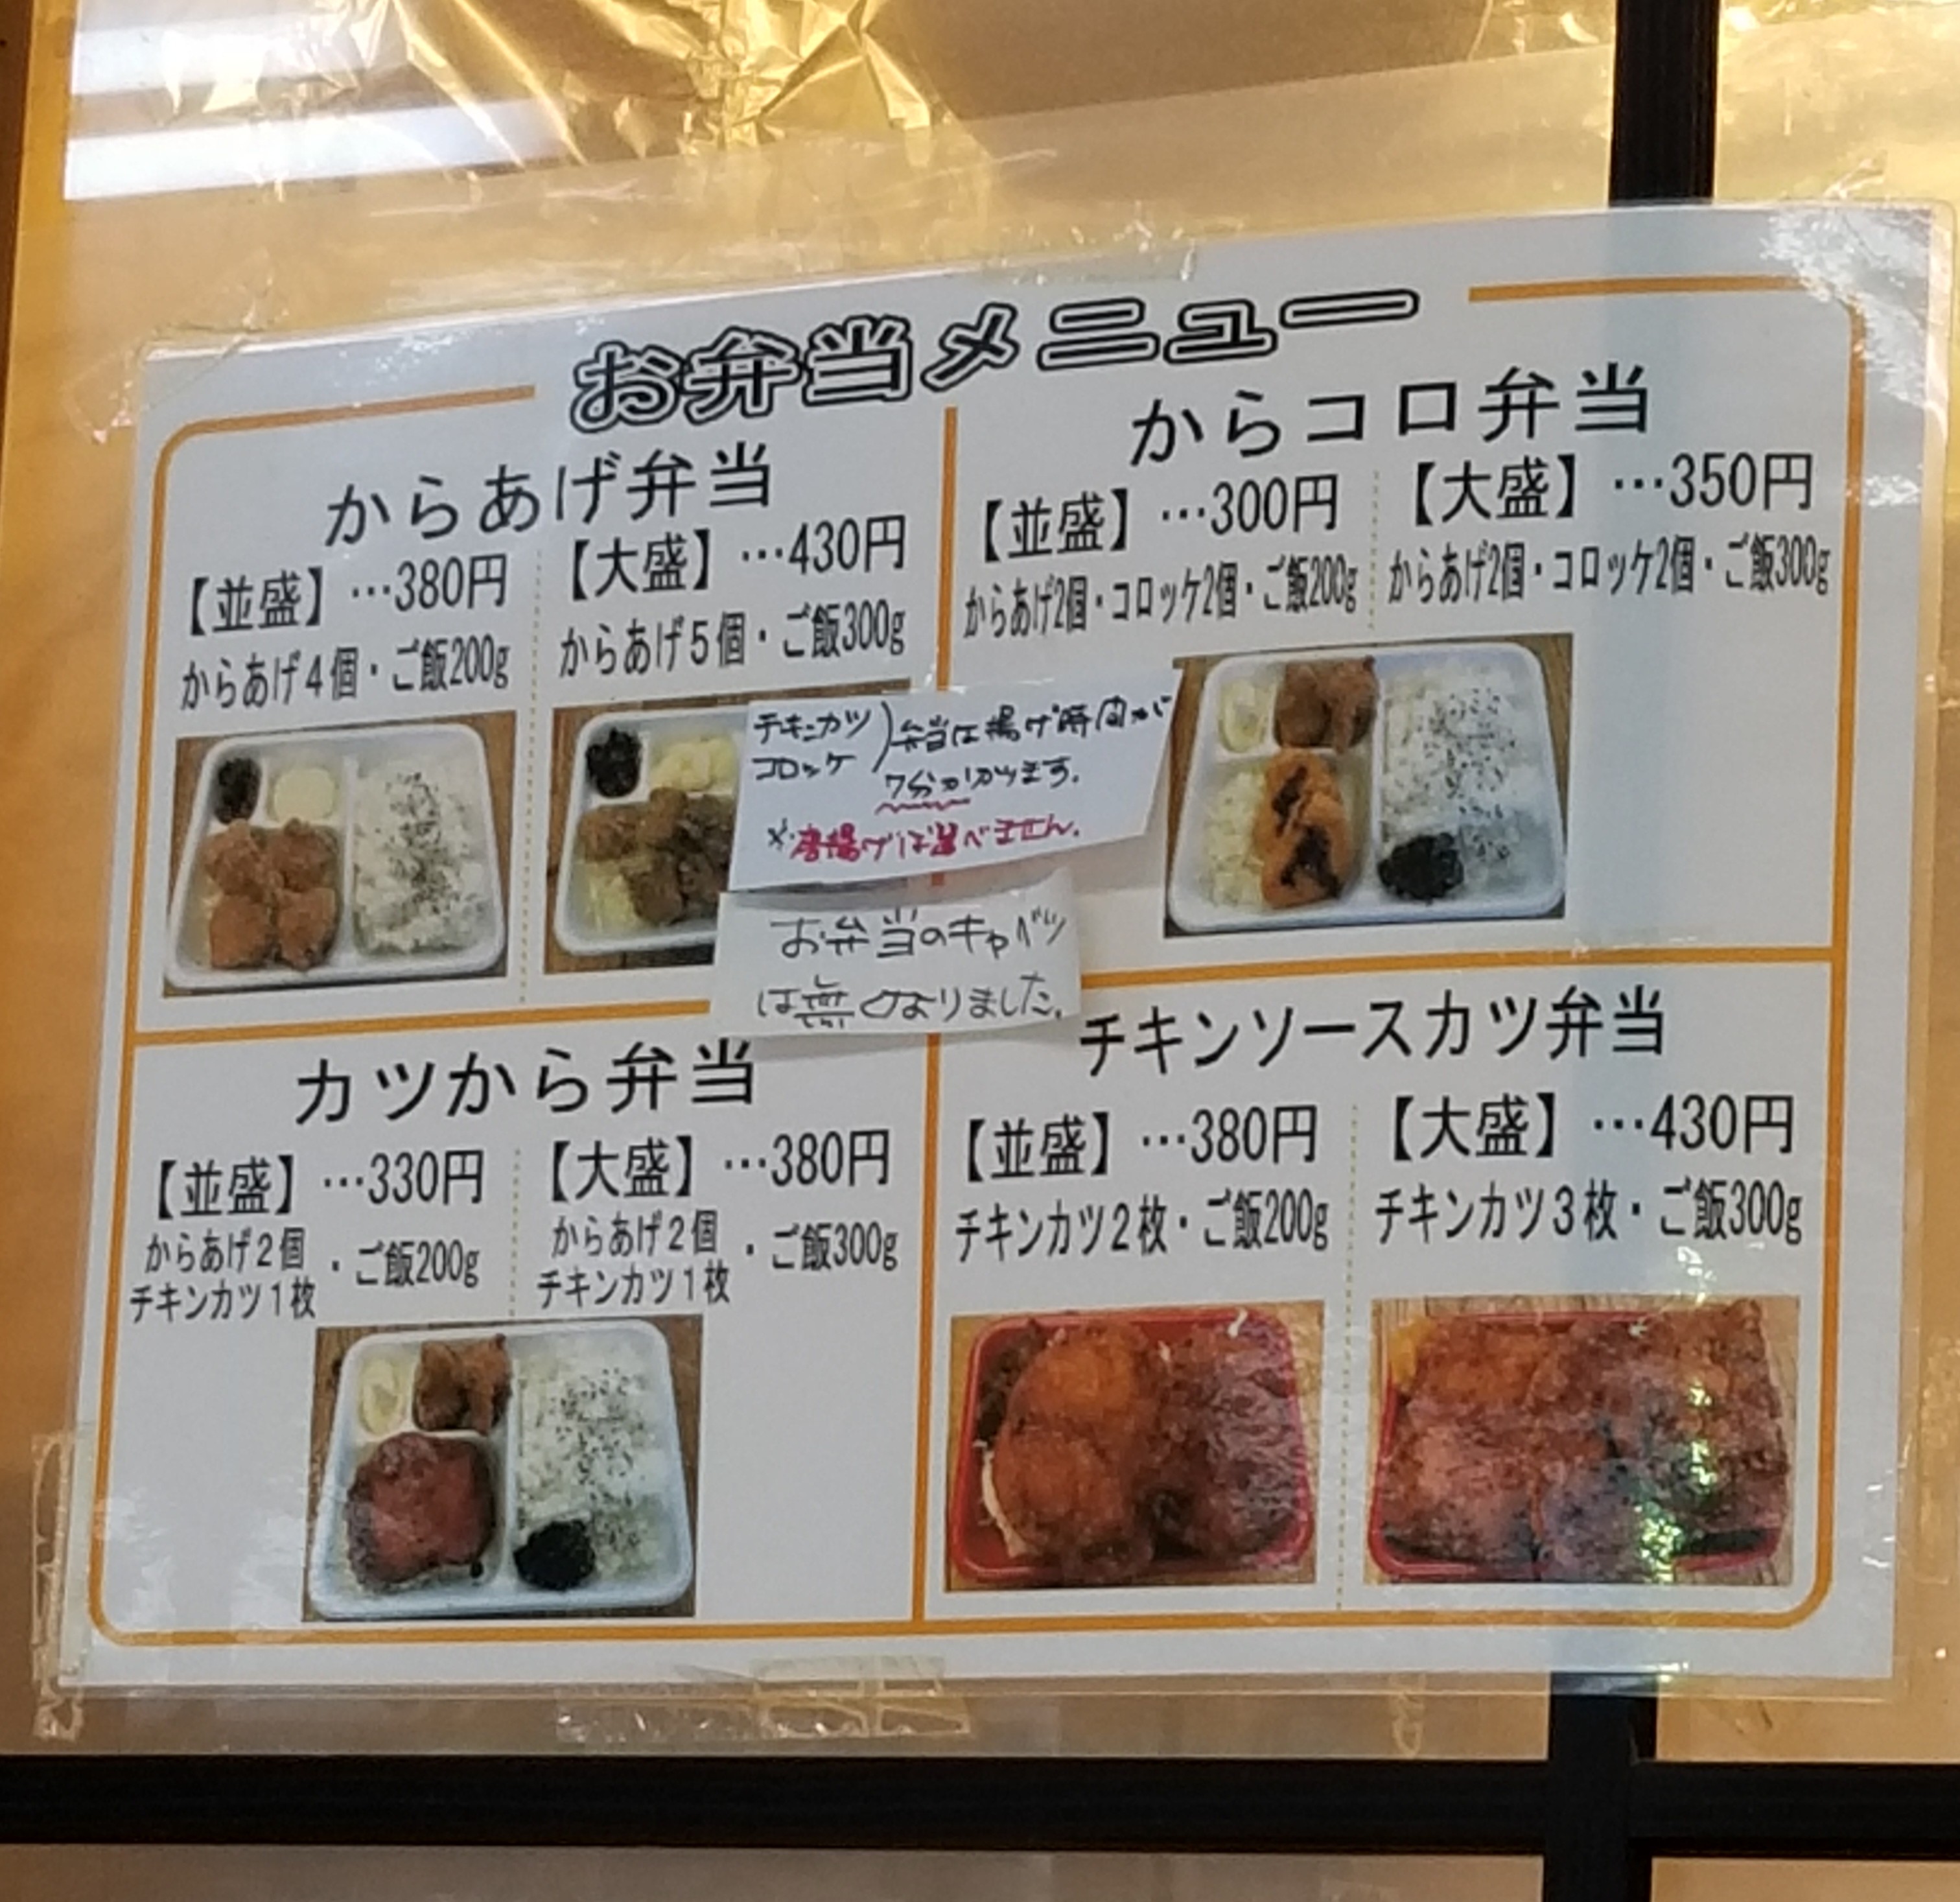 お弁当メニュー
からあげ弁当
【並盛】…380円
からあげ４個・ご飯200g
【大盛】…430円
からあげ５個・ご飯300g
からコロ弁当
【並盛】…300円
からあげ2個・コロッケ2個・ご飯200g
【大盛】…350円
からあげ2個・コロッケ2個・ご飯300g
チキンカツ
コロッケ
弁当は揚げ時間が
7分かかります。
※唐揚げは選べません。
お弁当のキャベツ
は無くなりました。
カツから弁当
【並盛】…330円
からあげ２個
チキンカツ１枚
・ご飯200g
【大盛】…380円
からあげ２個
チキンカツ１枚
・ご飯300g
チキンソースカツ弁当
【並盛】…380円
チキンカツ２枚・ご飯200g
【大盛】…430円
チキンカツ３枚・ご飯300g